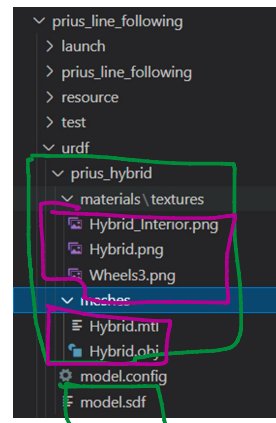 prius_line_following
launch
prius_line_following
resource
test
urdf
prius_hybrid
materials\textures
Hybrid_Interior.png
Hybrid.png
Wheels3.png
meshes
Hybrid.mtl
Hybrid.obj
model.config
model.sdf